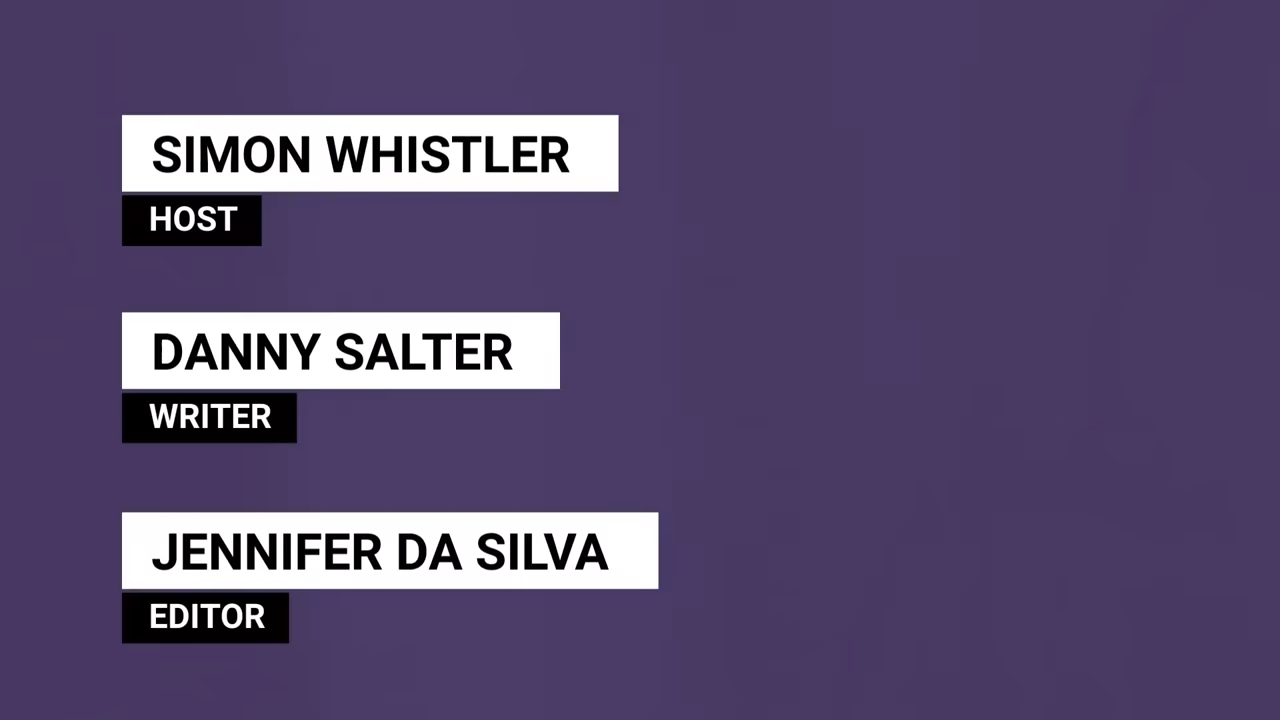 SIMON WHISTLER
HOST
DANNY SALTER
WRITER
JENNIFER DA SILVA
EDITOR